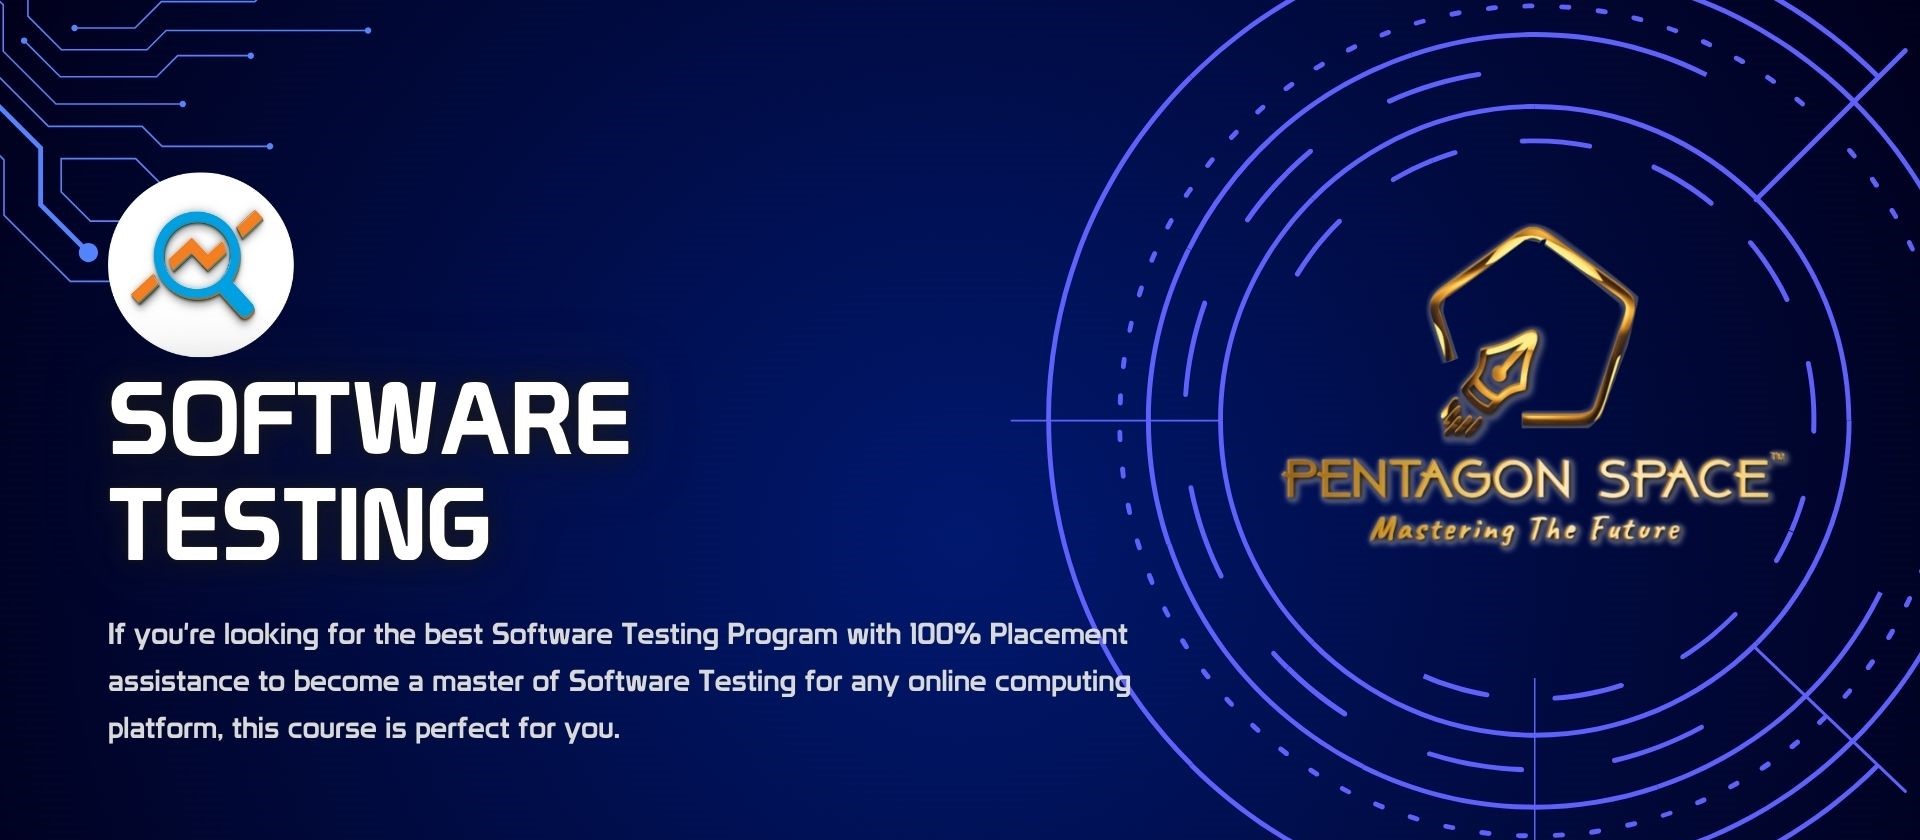 SOFTWARE
TESTING
If you're looking for the best Software Testing Program with 100% Placement
assistance to become a master of Software Testing for any online computing
platform, this course is perfect for you.
PENTAGON SPACE™
Mastering The Future